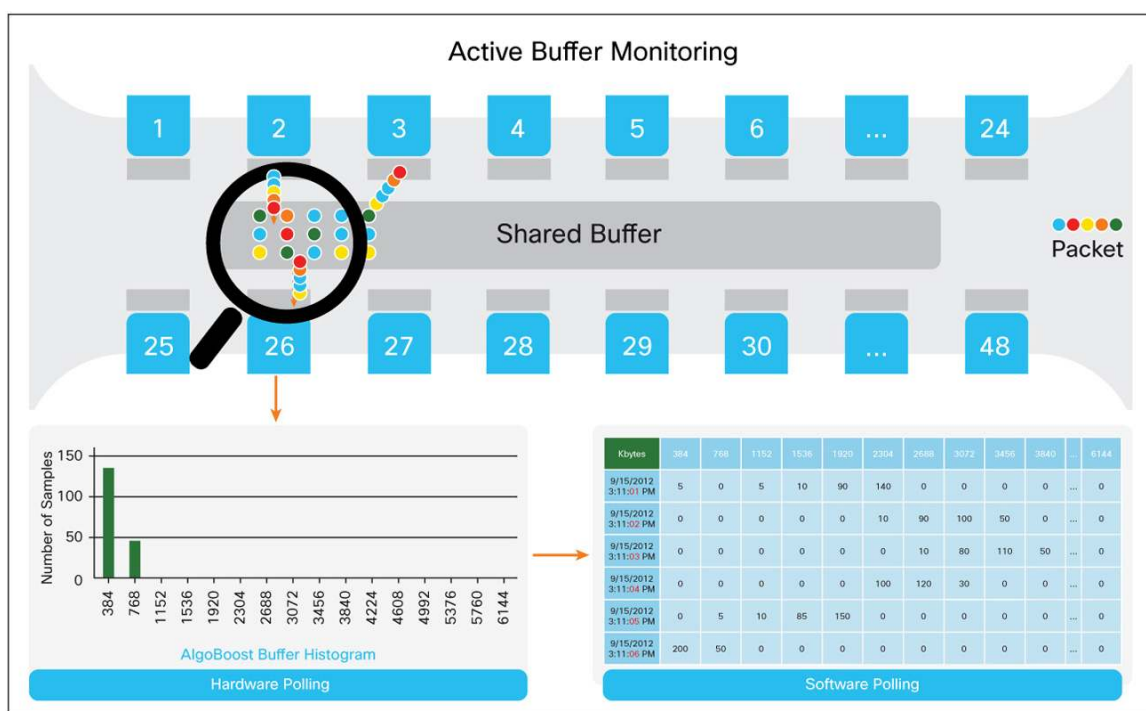 Active Buffer Monitoring
1 2 3 4 5 6 ... 24
Shared Buffer
Packet
25 26 27 28 29 30 ... 48
Number of Samples
150
100
50
0
384 768 1152 1536 1920 2304 2688 3072 3456 3840 4224 4608 4992 5376 5760 6144
AlgoBoost Buffer Histogram
Hardware Polling
Kbytes 384 768 1152 1536 1920 2304 2688 3072 3456 3840 ... 6144
9/15/2012
3:11:01 PM 5 0 5 10 90 140 0 0 0 0 ... 0
9/15/2012
3:11:02 PM 0 0 0 0 0 10 90 100 50 0 ... 0
9/15/2012
3:11:03 PM 0 0 0 0 0 0 10 80 110 50 ... 0
9/15/2012
3:11:04 PM 0 0 0 0 0 100 120 30 0 0 ... 0
9/15/2012
3:11:05 PM 0 5 10 85 150 0 0 0 0 0 ... 0
9/15/2012
3:11:06 PM 200 50 0 0 0 0 0 0 0 0 ... 0
Software Polling